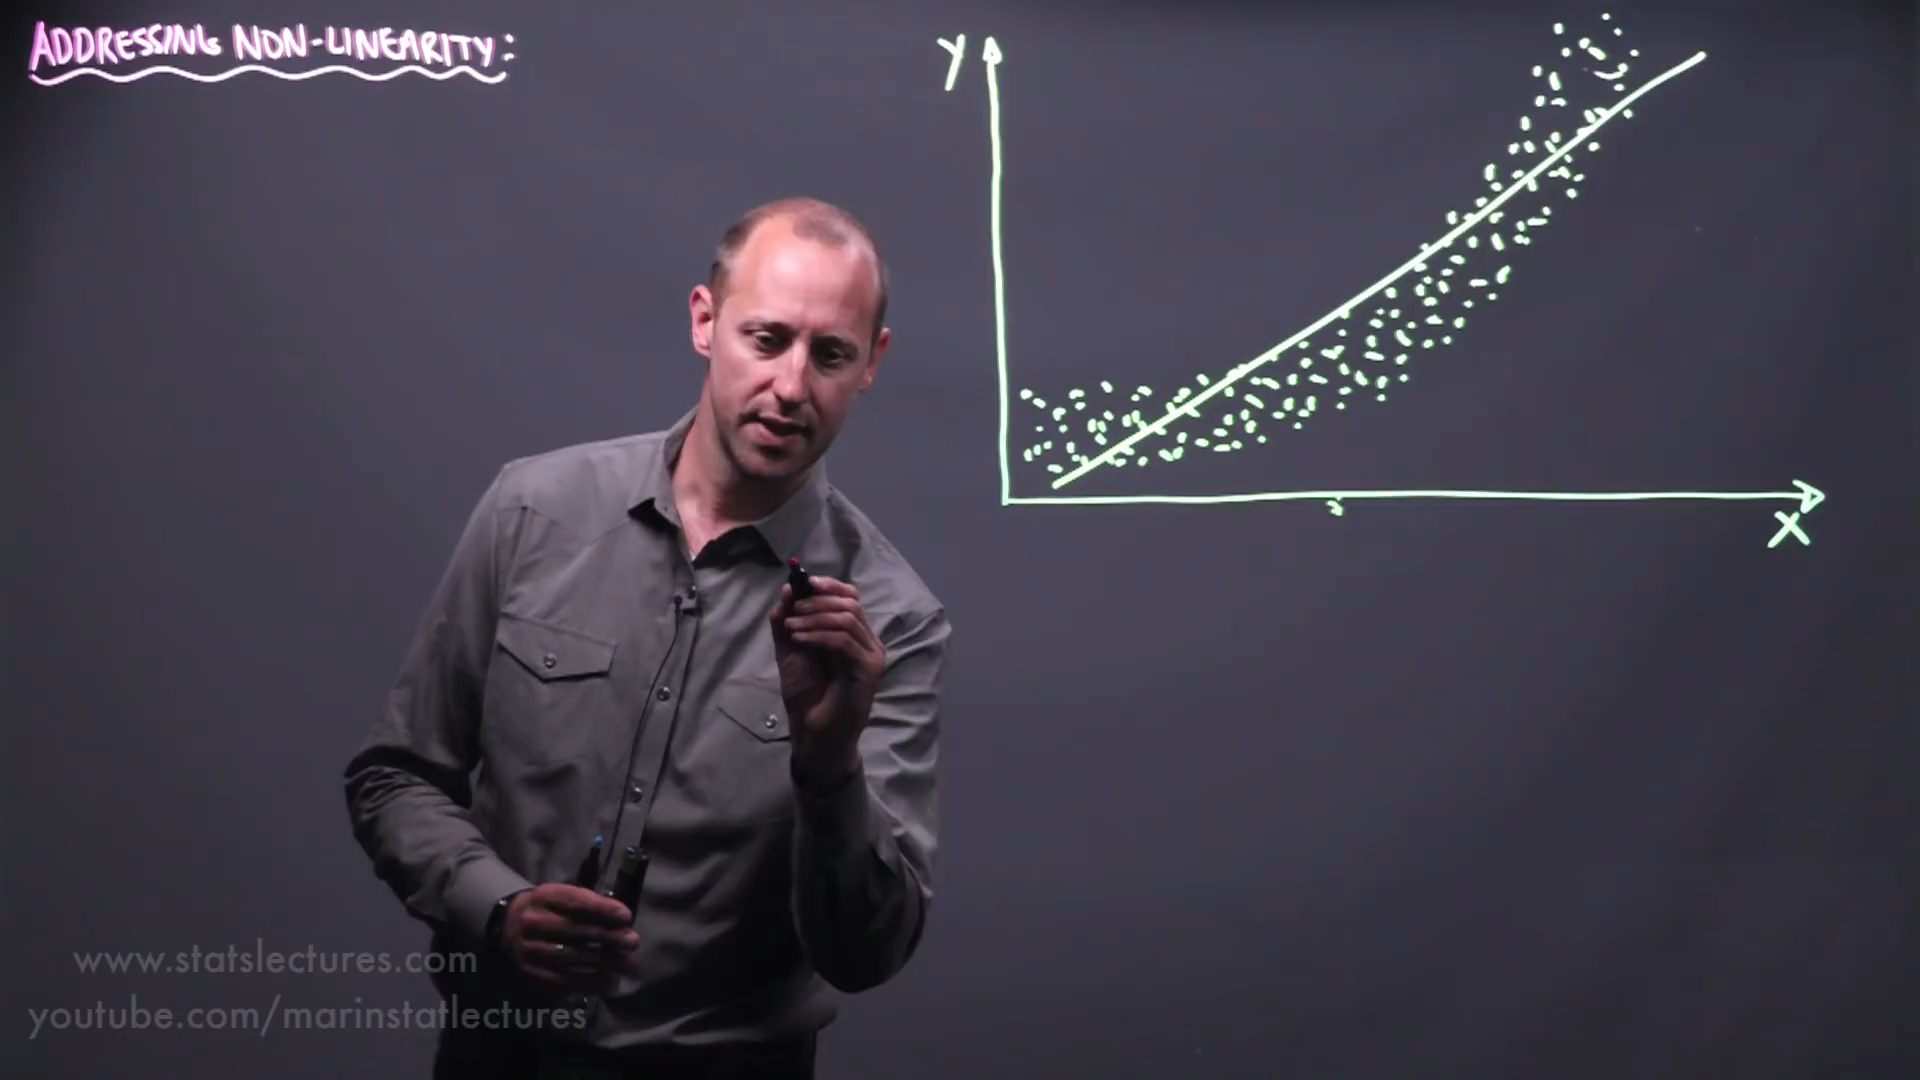 ADDRESSING NON-LINEARITY:
Y
X
www.statslectures.com
youtube.com/marinstatlectures